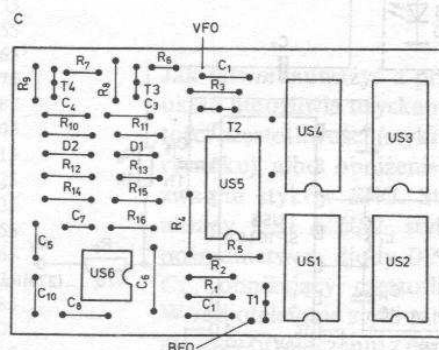 C
VFO
R9
T4
R7
R8
T3
R6
C1
R3
C4
C3
T2
R10
R11
D2
D1
R12
R13
R14
R15
C7
R16
R4
C5
US6
C6
R5
R2
R1
C10
C8
C1
T1
BFO
US5
US4
US3
US1
US2